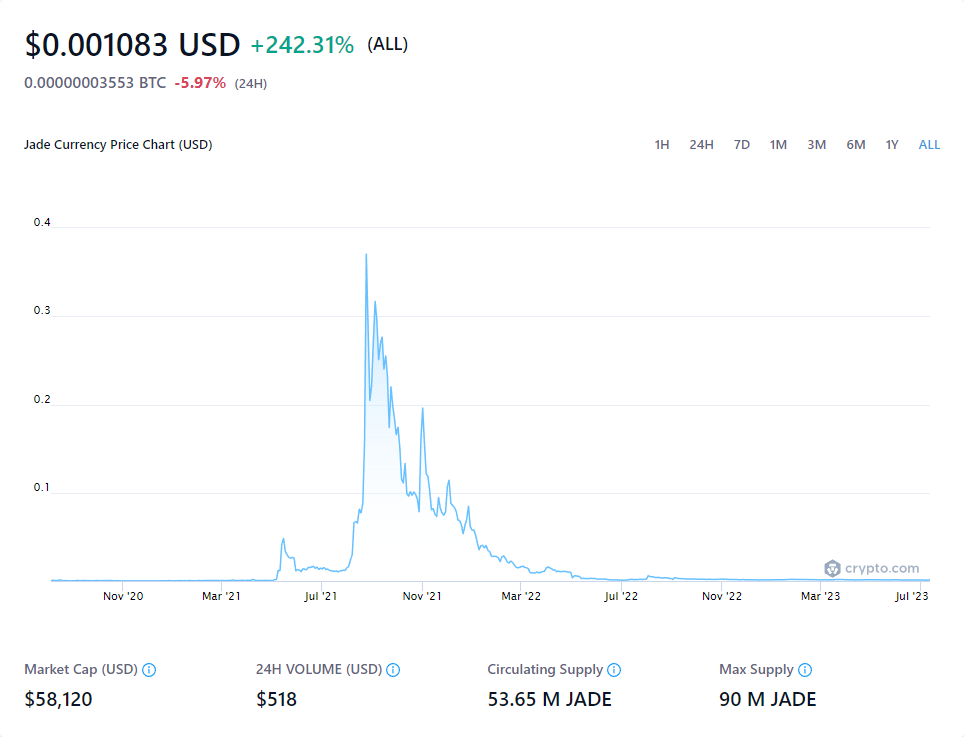 $0.001083 USD +242.31% (ALL)
0.00000003553 BTC -5.97% (24H)
Jade Currency Price Chart (USD) 1H 24H 7D 1M 3M 6M 1Y ALL
0.4
0.3
0.2
0.1
crypto.com
Nov '20 Mar '21 Jul '21 Nov '21 Mar '22 Jul '22 Nov '22 Mar '23 Jul '23
Market Cap (USD) 24H VOLUME (USD) Circulating Supply Max Supply
$58,120 $518 53.65 M JADE 90 M JADE